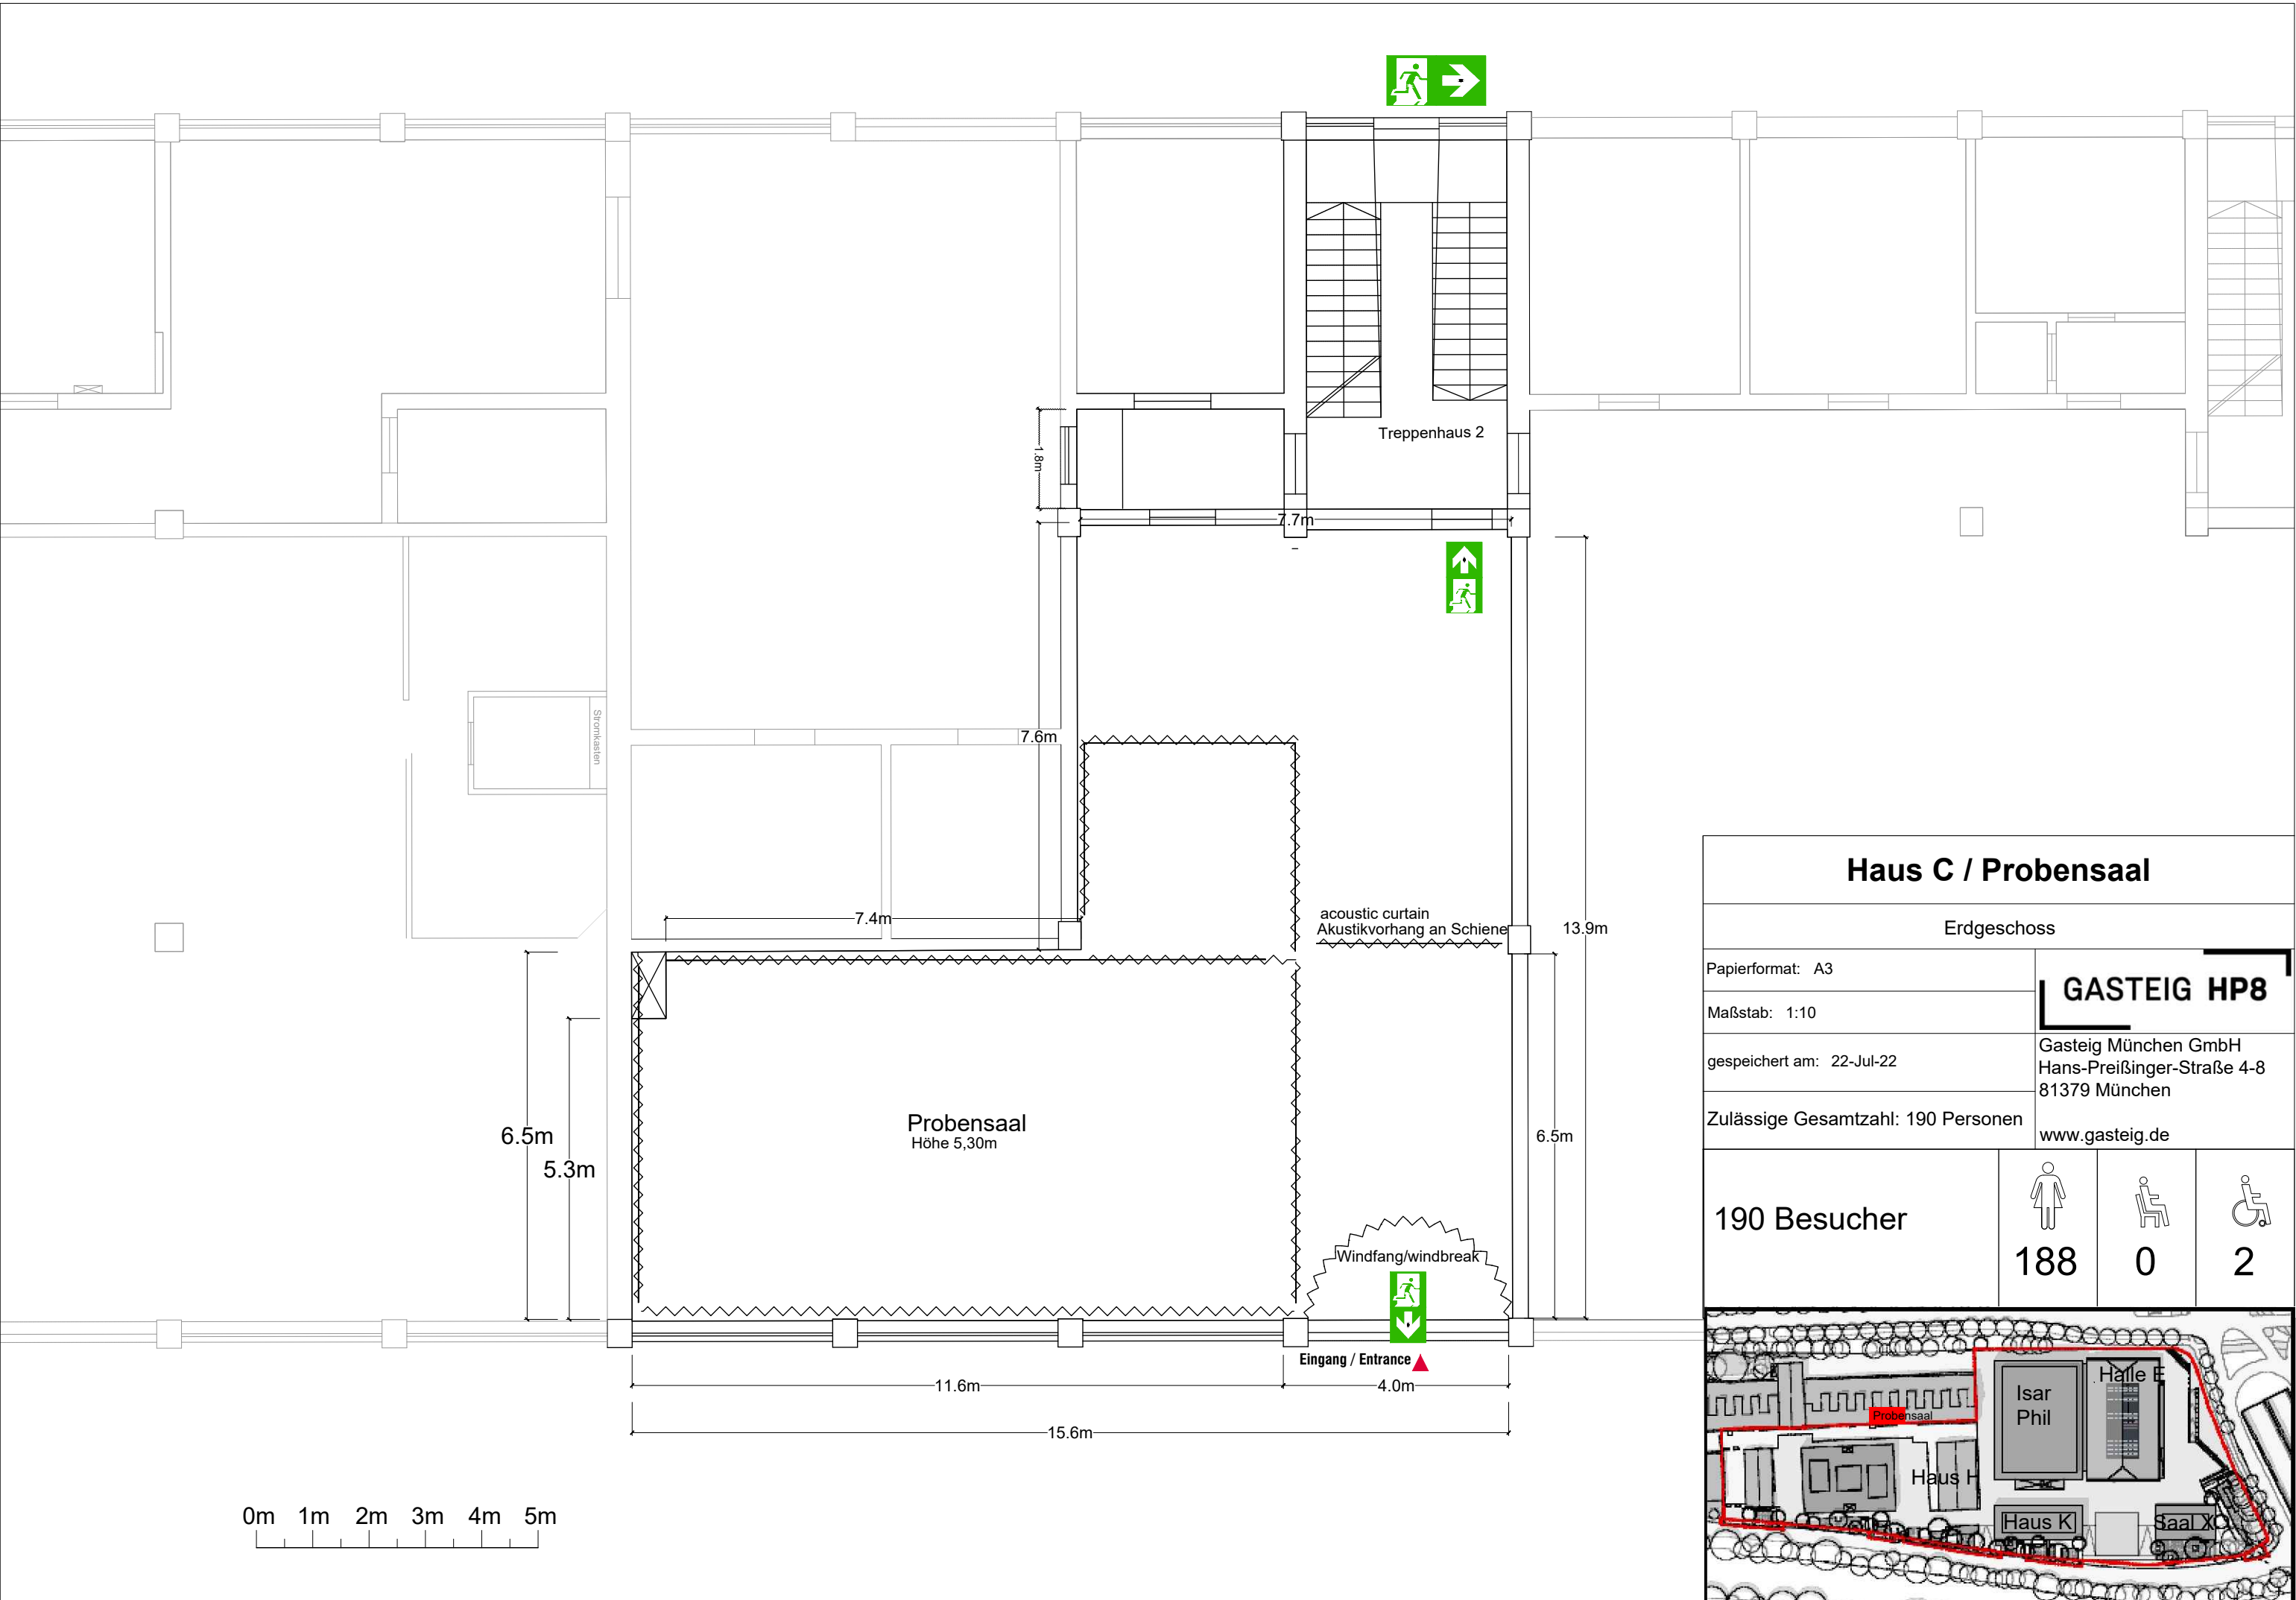 Treppenhaus 2
1.8m
7.7m
Stromkasten
7.6m
7.4m
acoustic curtain
Akustikvorhang an Schiene
13.9m
6.5m
5.3m
Probensaal
Höhe 5,30m
6.5m
Windfang/windbreak
Eingang / Entrance
11.6m
4.0m
15.6m
0m 1m 2m 3m 4m 5m
Haus C / Probensaal
Erdgeschoss
Papierformat: A3
Maßstab: 1:10
GASTEIG HP8
gespeichert am: 22-Jul-22
Gasteig München GmbH
Hans-Preißinger-Straße 4-8
81379 München
www.gasteig.de
Zulässige Gesamtzahl: 190 Personen
190 Besucher
188 0 2
Halle E
Isar
Phil
Probensaal
Haus H
Haus K
Saal X